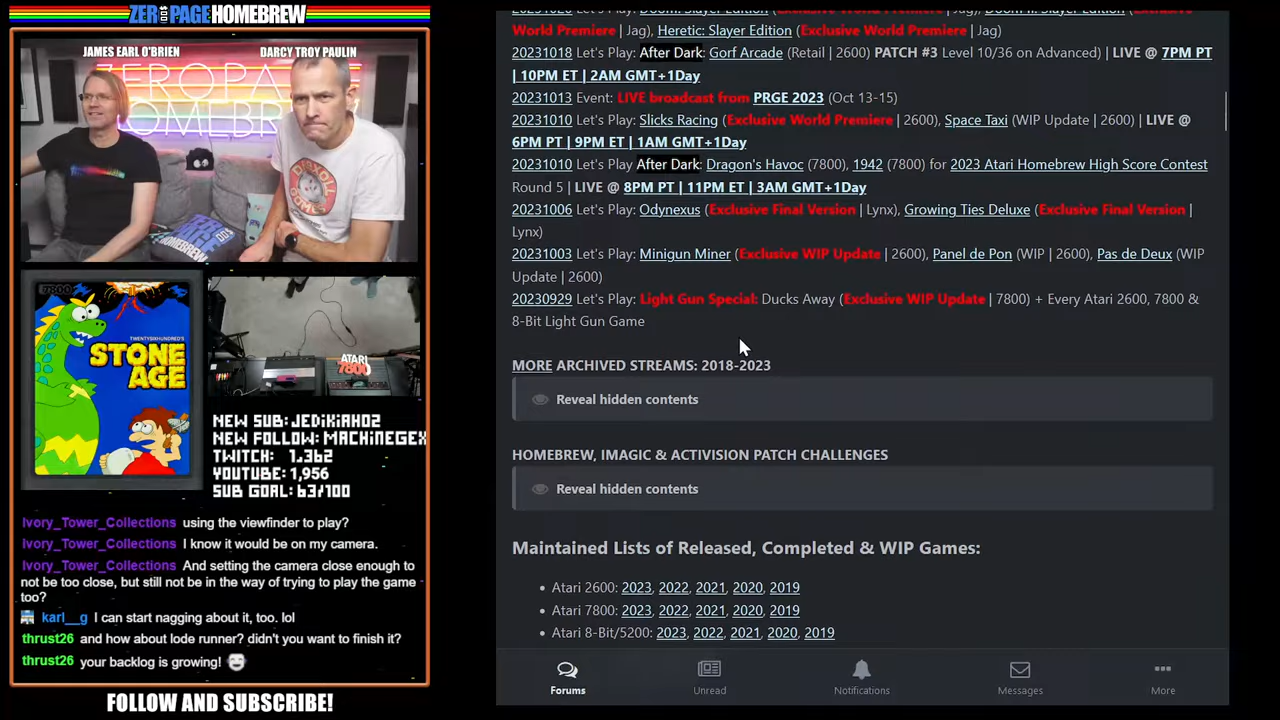 ZEROPAGE HOMEBREW
JAMES EARL O'BRIEN
DARCY TROY PAULIN
ZEROPAGE
HOMEBR
HOMEBREW
7800
TWENTYSIXHUNDRED'S
STONE
AGE
ATARI
7800
NEW SUB: JEDIKIAH02
NEW FOLLOW: MACHINEGEX
TWITCH: 1,362
YOUTUBE: 1,956
SUB GOAL: 63/100
Ivory_Tower_Collections using the viewfinder to play?
Ivory_Tower_Collections I know it would be on my camera.
Ivory_Tower_Collections And setting the camera close enough to
not be too close, but still not be in the way of trying to play the game
too?
karl__g I can start nagging about it, too. lol
thrust26 and how about lode runner? didn't you want to finish it?
thrust26 your backlog is growing!
FOLLOW AND SUBSCRIBE!
World Premiere | Jag), Heretic: Slayer Edition (Exclusive World Premiere | Jag)
20231018 Let's Play: After Dark: Gorf Arcade (Retail | 2600) PATCH #3 Level 10/36 on Advanced) | LIVE @ 7PM PT
| 10PM ET | 2AM GMT+1Day
20231013 Event: LIVE broadcast from PRGE 2023 (Oct 13-15)
20231010 Let's Play: Slicks Racing (Exclusive World Premiere | 2600), Space Taxi (WIP Update | 2600) | LIVE @
6PM PT | 9PM ET | 1AM GMT+1Day
20231010 Let's Play After Dark: Dragon's Havoc (7800), 1942 (7800) for 2023 Atari Homebrew High Score Contest
Round 5 | LIVE @ 8PM PT | 11PM ET | 3AM GMT+1Day
20231006 Let's Play: Odynexus (Exclusive Final Version | Lynx), Growing Ties Deluxe (Exclusive Final Version |
Lynx)
20231003 Let's Play: Minigun Miner (Exclusive WIP Update | 2600), Panel de Pon (WIP | 2600), Pas de Deux (WIP
Update | 2600)
20230929 Let's Play: Light Gun Special: Ducks Away (Exclusive WIP Update | 7800) + Every Atari 2600, 7800 &
8-Bit Light Gun Game
MORE ARCHIVED STREAMS: 2018-2023
Reveal hidden contents
HOMEBREW, IMAGIC & ACTIVISION PATCH CHALLENGES
Reveal hidden contents
Maintained Lists of Released, Completed & WIP Games:
• Atari 2600: 2023, 2022, 2021, 2020, 2019
• Atari 7800: 2023, 2022, 2021, 2020, 2019
• Atari 8-Bit/5200: 2023, 2022, 2021, 2020, 2019
Forums
Unread
Notifications
Messages
More